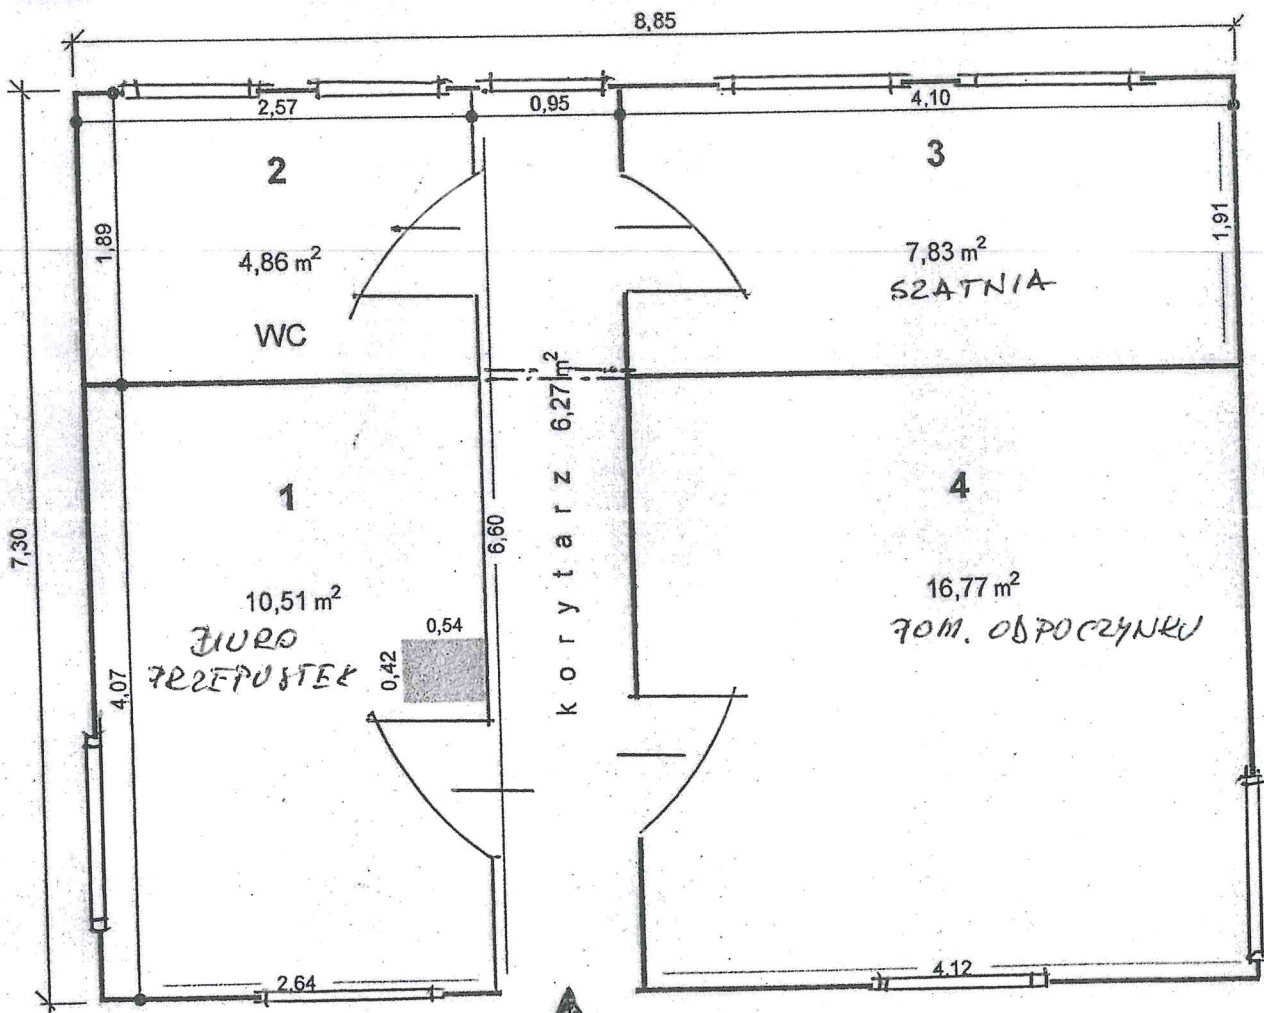 8,85
2,57
0,95
4,10
2
3
1,89
1,91
4,86 m²
7,83 m²
SZATNIA
WC
korytarz 6,27 m²
1
4
7,30
6,60
10,51 m²
16,77 m²
BIURO
PRZEPUSTEK
POM. ODPOCZYNKU
0,54
0,42
4,07
2,64
4,12